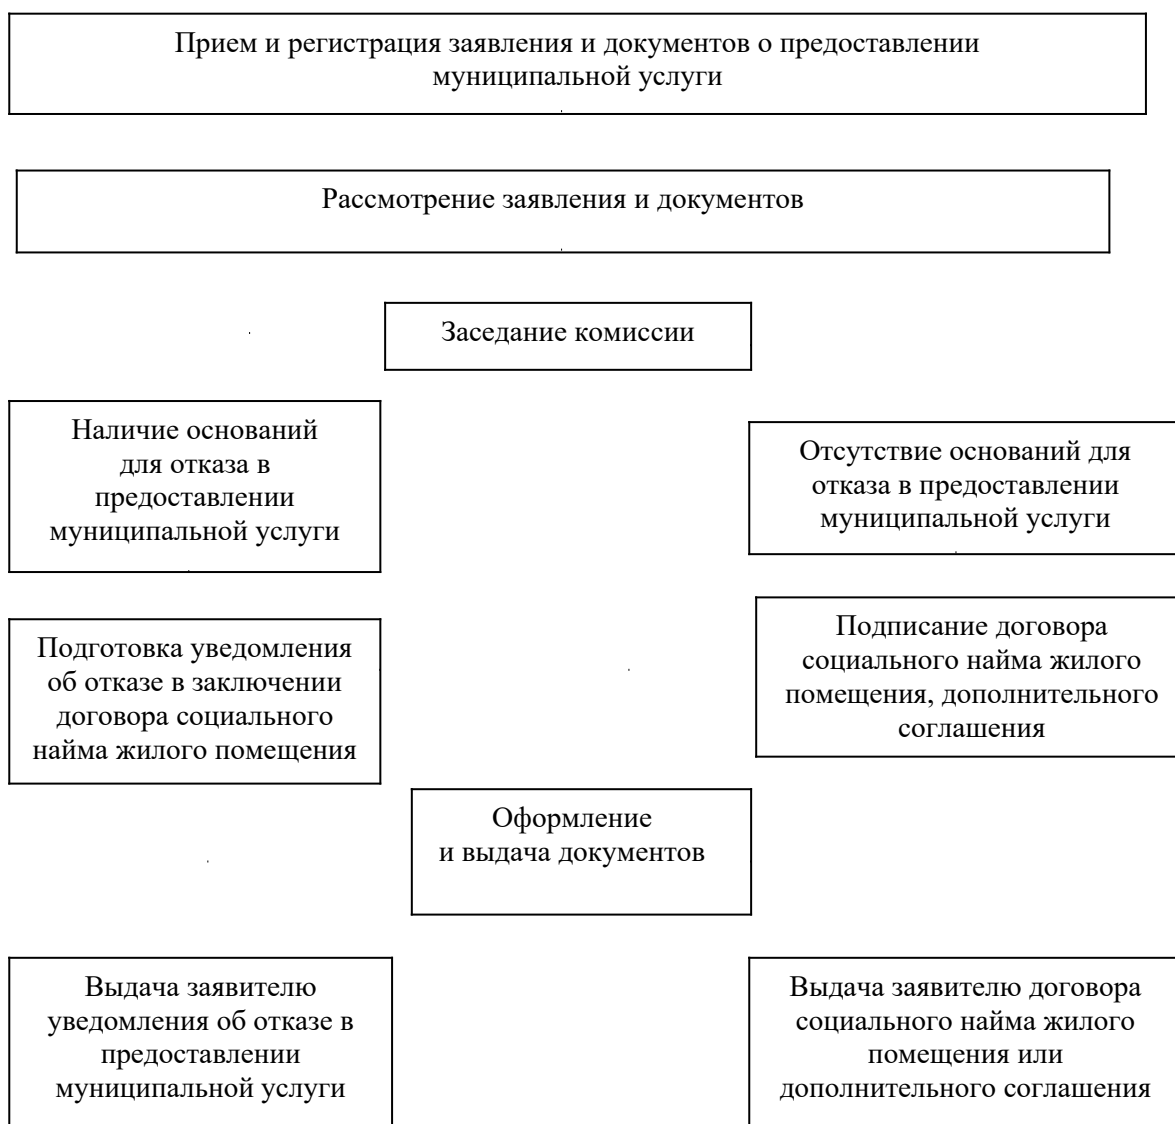 Прием и регистрация заявления и документов о предоставлении
муниципальной услуги
Рассмотрение заявления и документов
Заседание комиссии
Наличие оснований
для отказа в
предоставлении
муниципальной услуги
Отсутствие оснований для
отказа в предоставлении
муниципальной услуги
Подготовка уведомления
об отказе в заключении
договора социального
найма жилого помещения
Подписание договора
социального найма жилого
помещения, дополнительного
соглашения
Оформление
и выдача документов
Выдача заявителю
уведомления об отказе в
предоставлении
муниципальной услуги
Выдача заявителю договора
социального найма жилого
помещения или
дополнительного соглашения